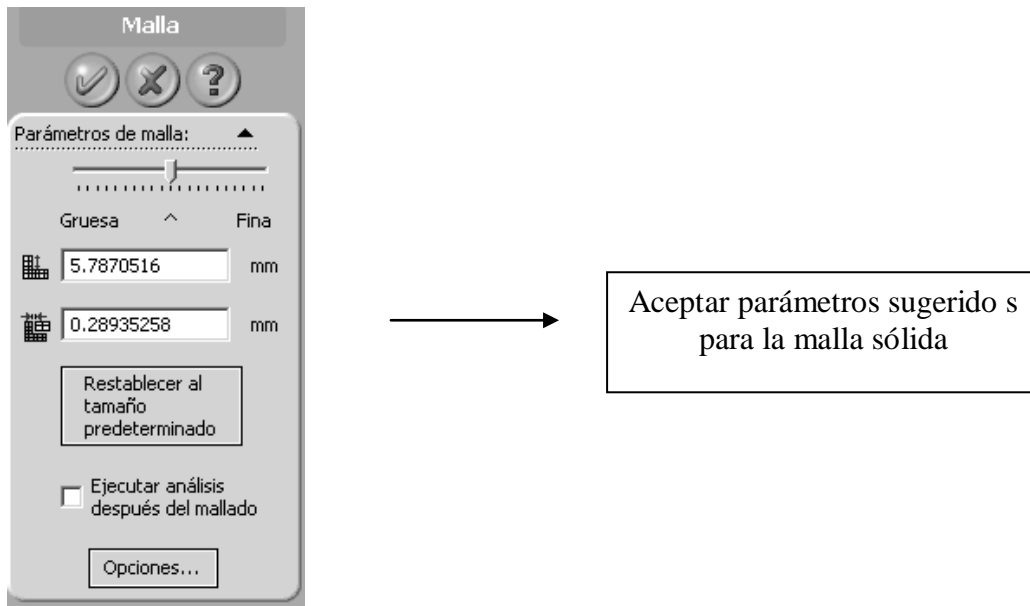 Malla
?
Parámetros de malla:
Gruesa ^ Fina
5.7870516 mm
0.28935258 mm
Restablecer al
tamaño
predeterminado
Ejecutar análisis
después del mallado
Opciones...
Aceptar parámetros sugerido s
para la malla sólida